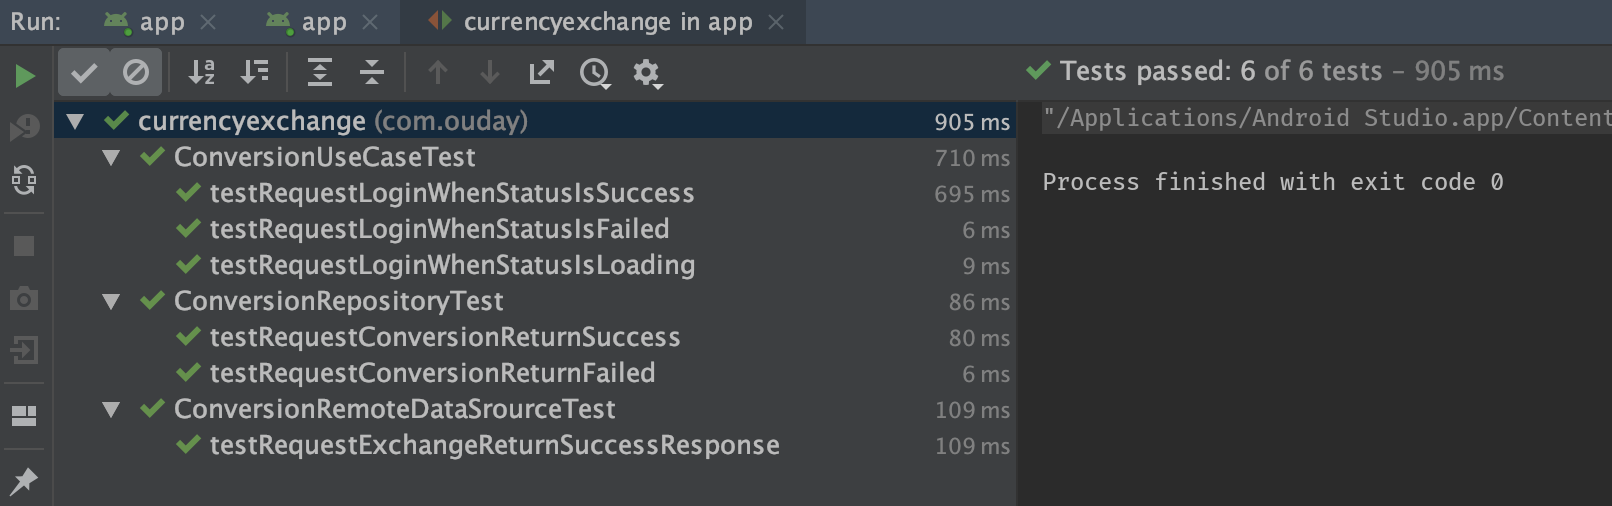 Run: app app currencyexchange in app
Tests passed: 6 of 6 tests – 905 ms
currencyexchange (com.ouday) 905 ms
ConversionUseCaseTest 710 ms
testRequestLoginWhenStatusIsSuccess 695 ms
testRequestLoginWhenStatusIsFailed 6 ms
testRequestLoginWhenStatusIsLoading 9 ms
ConversionRepositoryTest 86 ms
testRequestConversionReturnSuccess 80 ms
testRequestConversionReturnFailed 6 ms
ConversionRemoteDataSrourceTest 109 ms
testRequestExchangeReturnSuccessResponse 109 ms
"/Applications/Android Studio.app/Content
Process finished with exit code 0